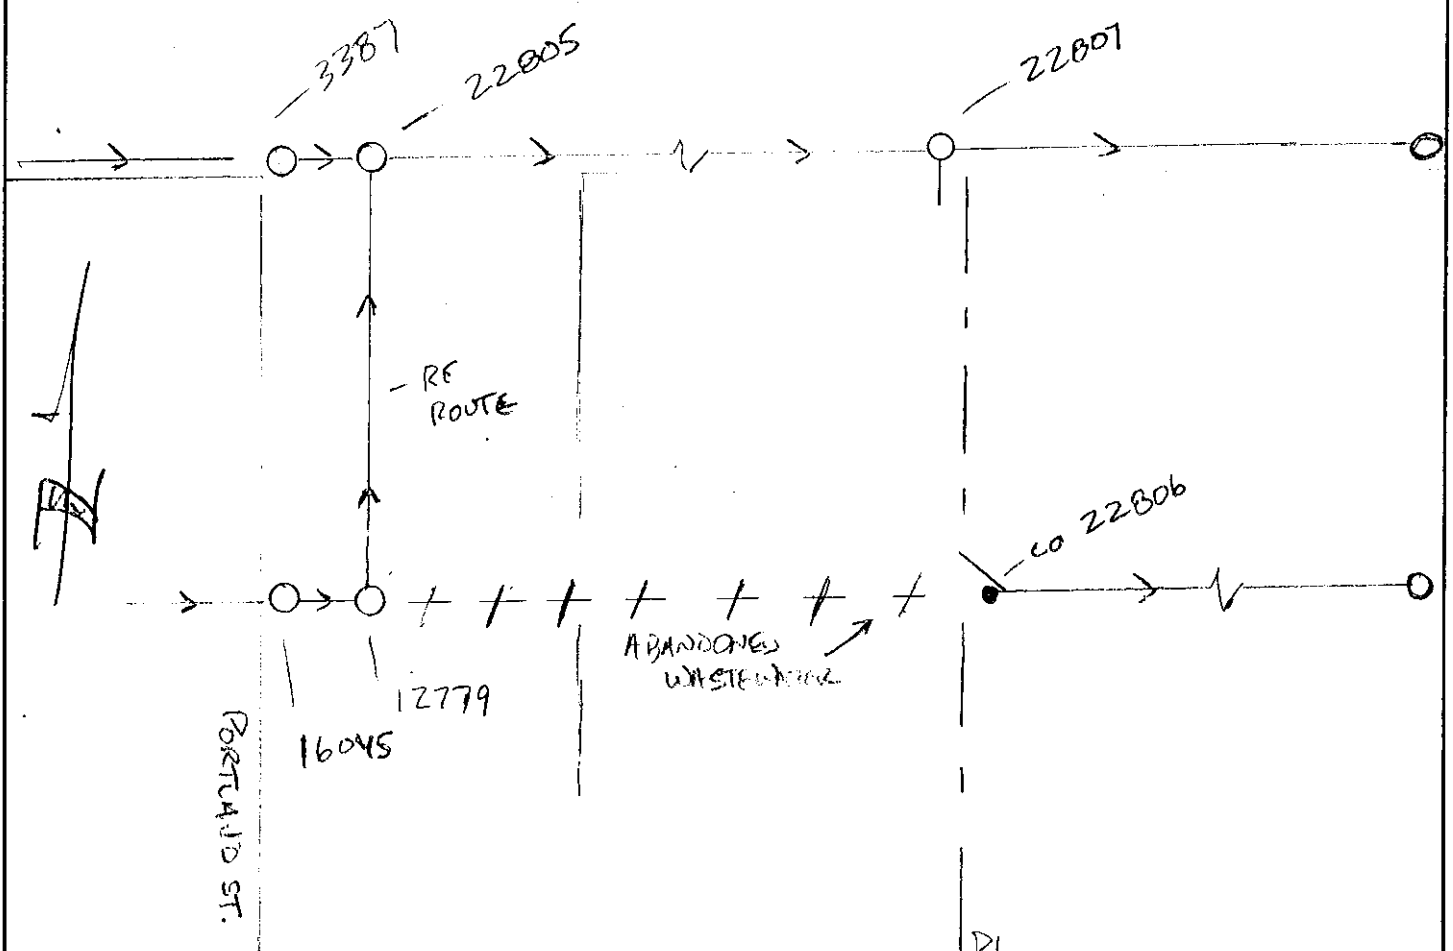 3387
22805
22807
RE
ROUTE
CO 22806
ABANDONED
WASTEWATER
12779
16045
PORTLAND ST.
N